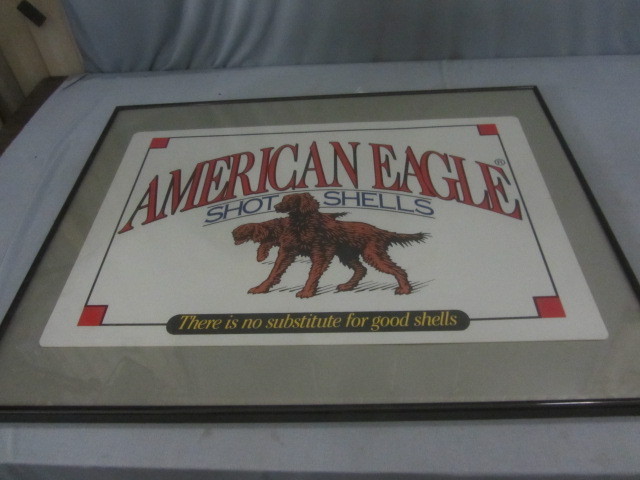 AMERICAN EAGLE®
SHOT SHELLS
There is no substitute for good shells